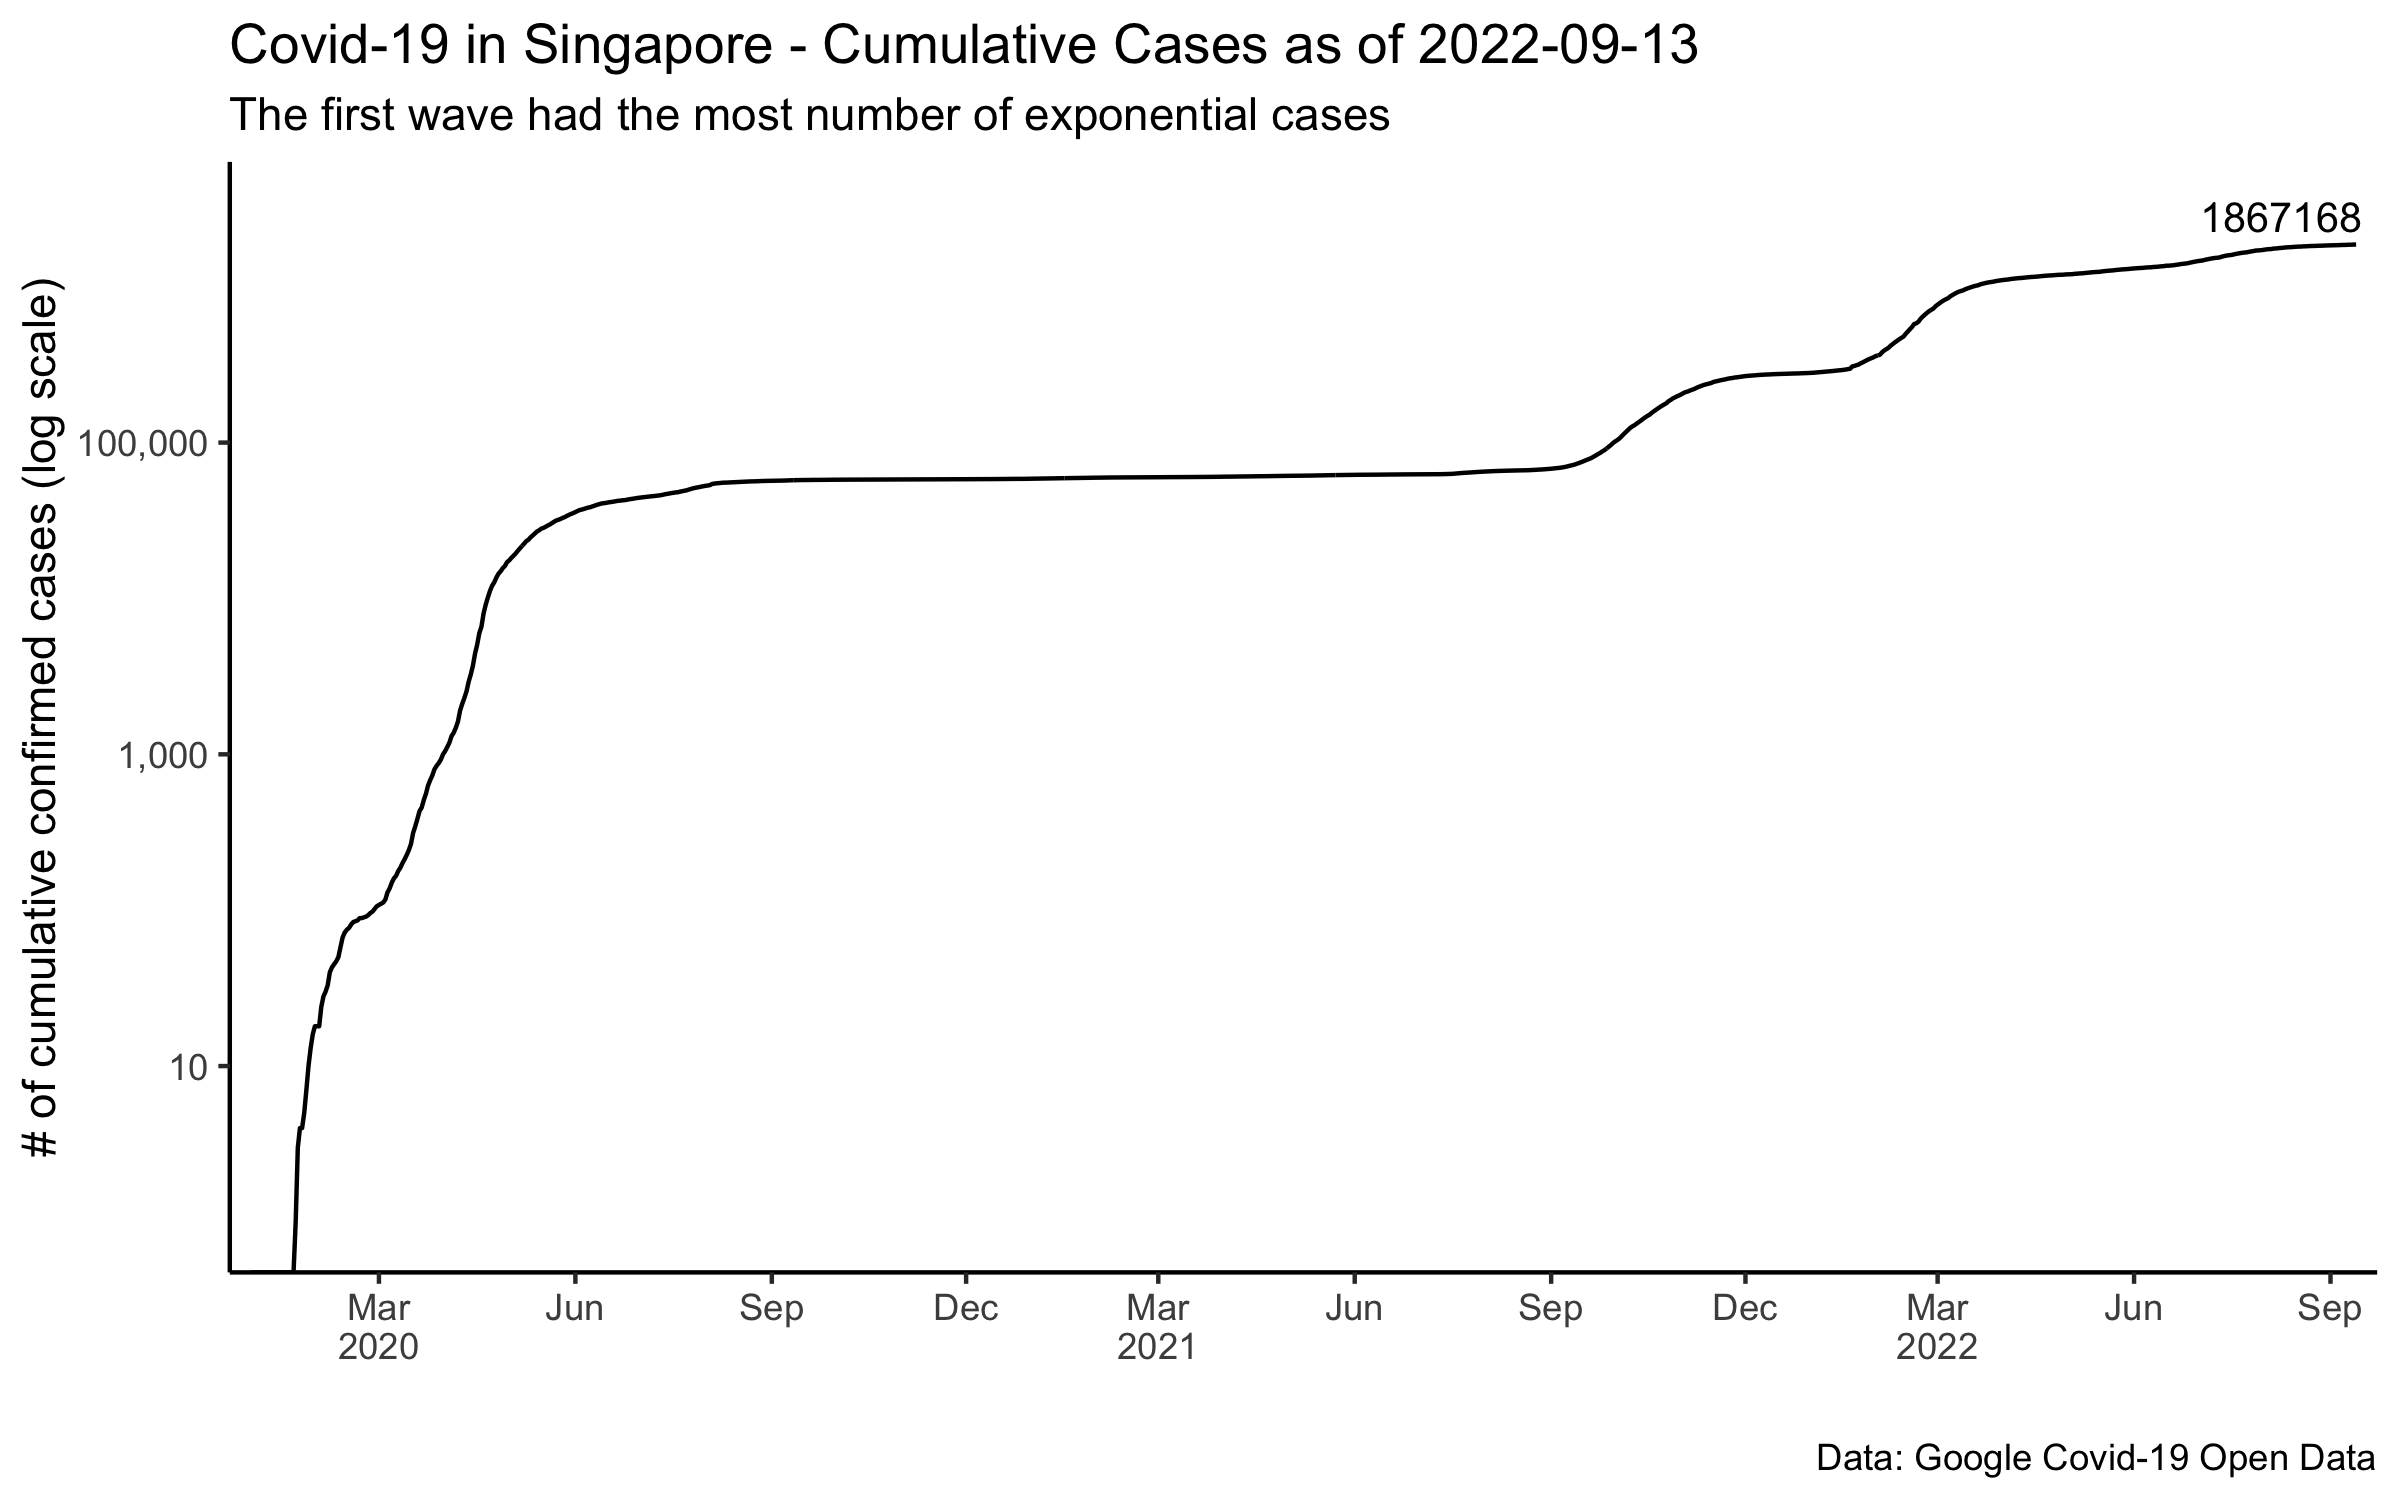 Covid-19 in Singapore - Cumulative Cases as of 2022-09-13
The first wave had the most number of exponential cases
# of cumulative confirmed cases (log scale)
1867168
100,000
1,000
10
Mar Jun Sep Dec Mar Jun Sep Dec Mar Jun Sep
2020 2021 2022
Data: Google Covid-19 Open Data